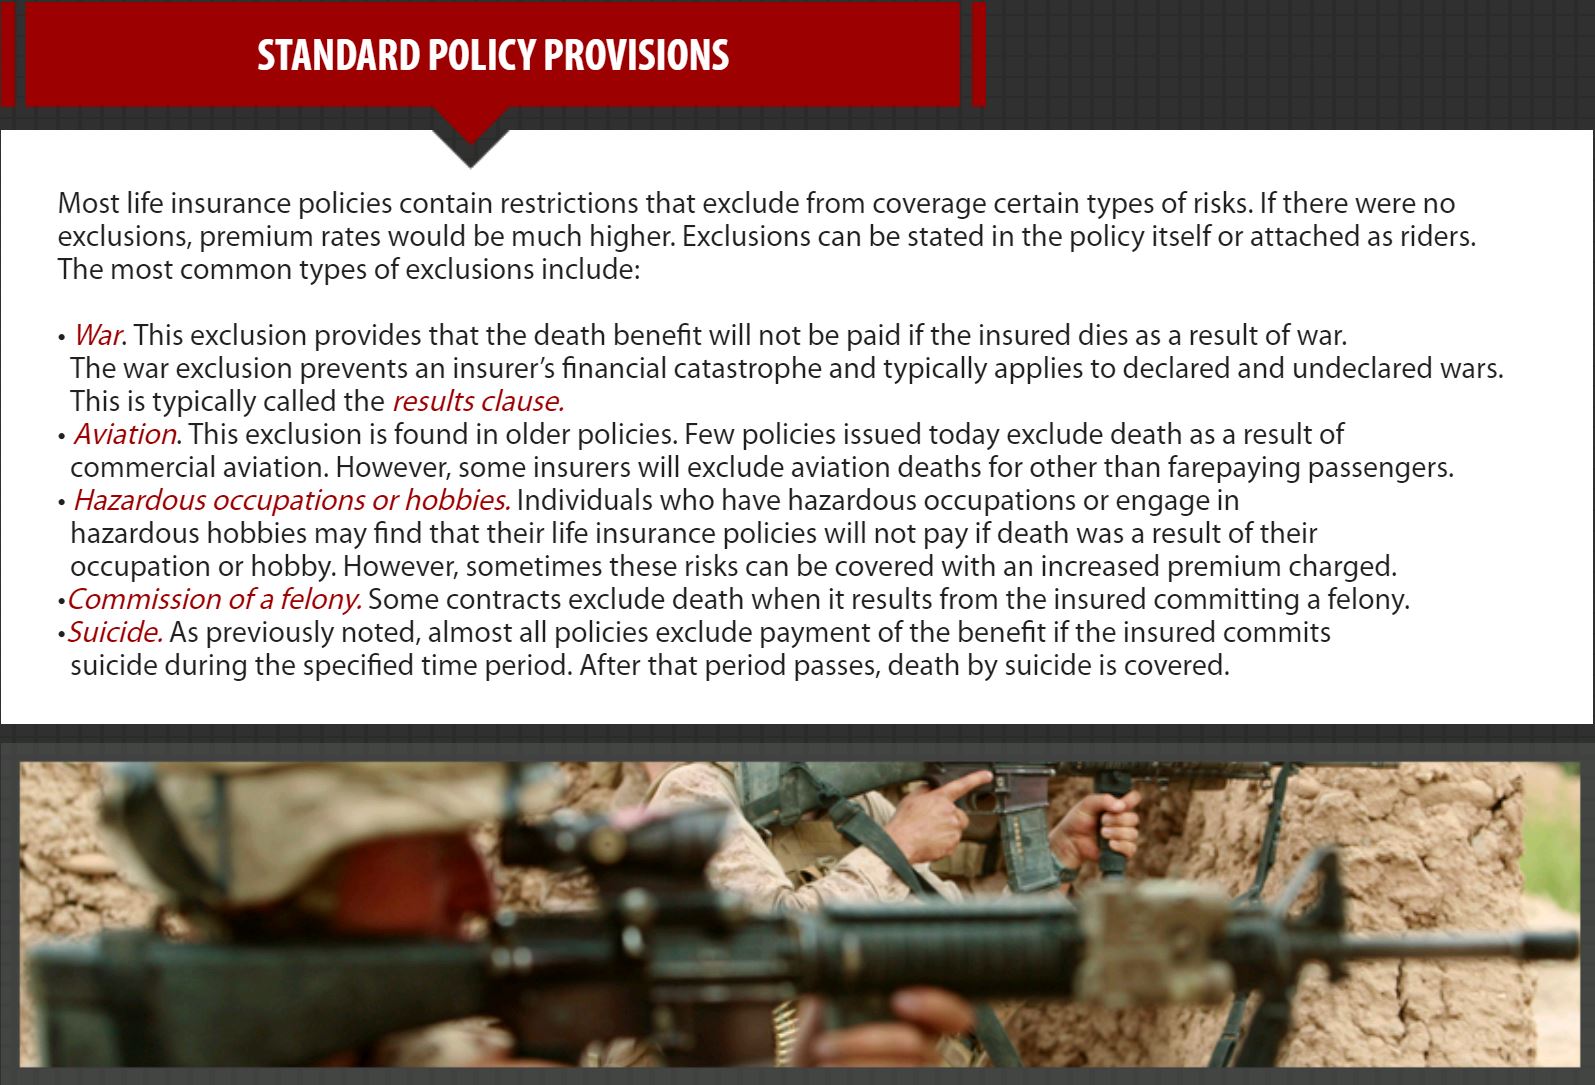 STANDARD POLICY PROVISIONS
Most life insurance policies contain restrictions that exclude from coverage certain types of risks. If there were no
exclusions, premium rates would be much higher. Exclusions can be stated in the policy itself or attached as riders.
The most common types of exclusions include:
• War. This exclusion provides that the death benefit will not be paid if the insured dies as a result of war.
The war exclusion prevents an insurer’s financial catastrophe and typically applies to declared and undeclared wars.
This is typically called the results clause.
• Aviation. This exclusion is found in older policies. Few policies issued today exclude death as a result of
commercial aviation. However, some insurers will exclude aviation deaths for other than farepaying passengers.
• Hazardous occupations or hobbies. Individuals who have hazardous occupations or engage in
hazardous hobbies may find that their life insurance policies will not pay if death was a result of their
occupation or hobby. However, sometimes these risks can be covered with an increased premium charged.
•Commission of a felony. Some contracts exclude death when it results from the insured committing a felony.
•Suicide. As previously noted, almost all policies exclude payment of the benefit if the insured commits
suicide during the specified time period. After that period passes, death by suicide is covered.